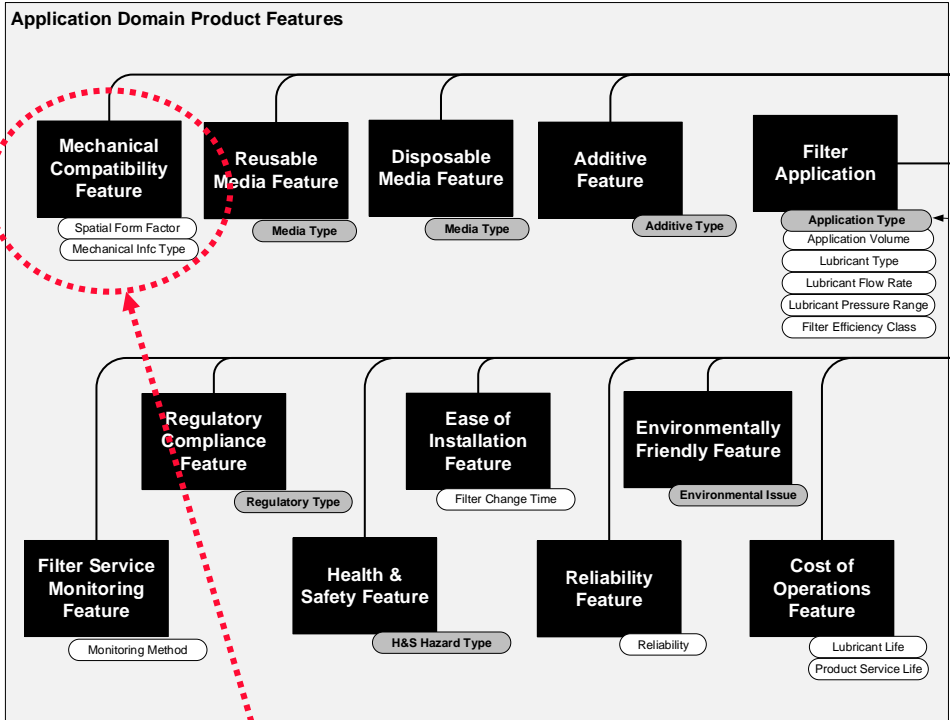 Application Domain Product Features
Mechanical
Compatibility
Feature
Spatial Form Factor
Mechanical Infc Type
Reusable
Media Feature
Media Type
Disposable
Media Feature
Media Type
Additive
Feature
Additive Type
Filter
Application
Application Type
Application Volume
Lubricant Type
Lubricant Flow Rate
Lubricant Pressure Range
Filter Efficiency Class
Regulatory
Compliance
Feature
Regulatory Type
Ease of
Installation
Feature
Filter Change Time
Environmentally
Friendly Feature
Environmental Issue
Filter Service
Monitoring
Feature
Monitoring Method
Health &
Safety Feature
H&S Hazard Type
Reliability
Feature
Reliability
Cost of
Operations
Feature
Lubricant Life
Product Service Life